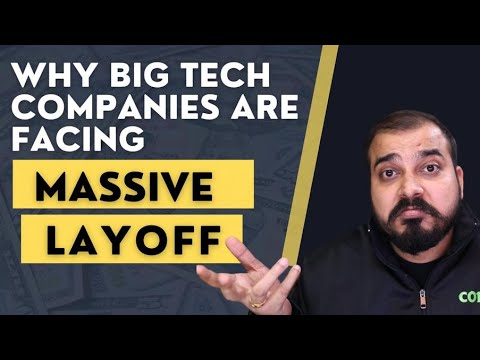 WHY BIG TECH
COMPANIES ARE
FACING
MASSIVE
LAYOFF